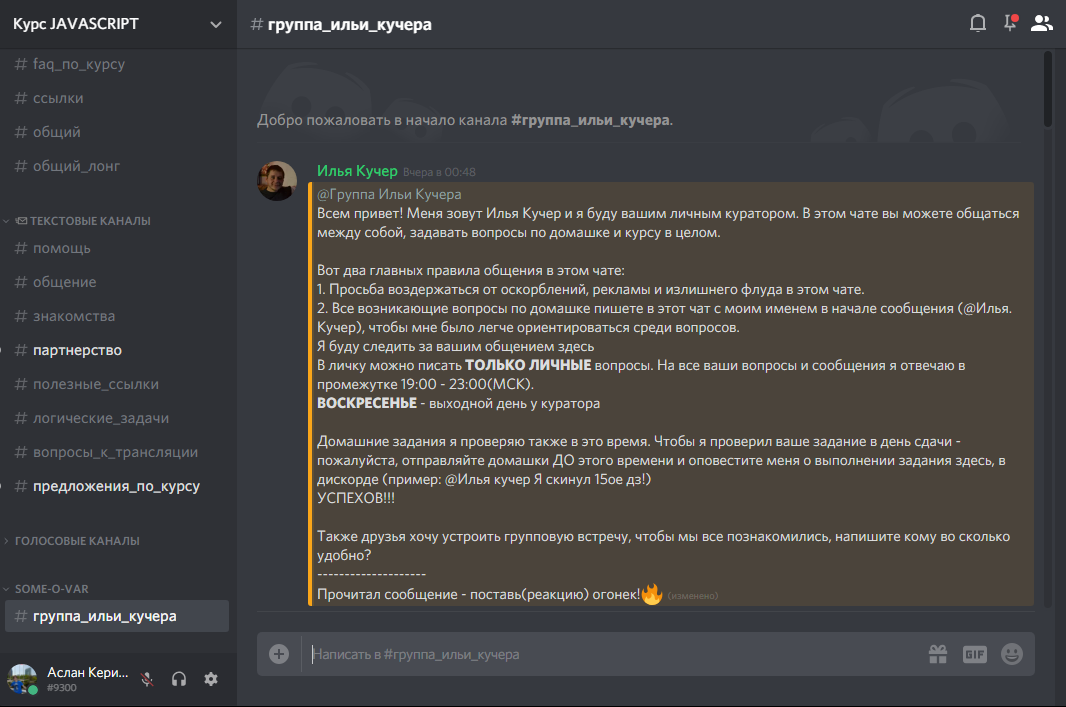 Курс JAVASCRIPT
# группа_ильи_кучера
# faq_по_курсу
# ссылки
# общий
# общий_лонг
ТЕКСТОВЫЕ КАНАЛЫ
# помощь
# общение
# знакомства
# партнерство
# полезные_ссылки
# логические_задачи
# вопросы_к_трансляции
# предложения_по_курсу
ГОЛОСОВЫЕ КАНАЛЫ
SOME-O-VAR
# группа_ильи_кучера
Аслан Кери...
#9300
Добро пожаловать в начало канала #группа_ильи_кучера.
Илья Кучер Вчера в 00:48
@Группа Ильи Кучера
Всем привет! Меня зовут Илья Кучер и я буду вашим личным куратором. В этом чате вы можете общаться
между собой, задавать вопросы по домашке и курсу в целом.
Вот два главных правила общения в этом чате:
1. Просьба воздержаться от оскорблений, рекламы и излишнего флуда в этом чате.
2. Все возникающие вопросы по домашке пишете в этот чат с моим именем в начале сообщения (@Илья.
Кучер), чтобы мне было легче ориентироваться среди вопросов.
Я буду следить за вашим общением здесь
В личку можно писать ТОЛЬКО ЛИЧНЫЕ вопросы. На все ваши вопросы и сообщения я отвечаю в
промежутке 19:00 - 23:00(МСК).
ВОСКРЕСЕНЬЕ - выходной день у куратора
Домашние задания я проверяю также в это время. Чтобы я проверил ваше задание в день сдачи -
пожалуйста, отправляйте домашки ДО этого времени и оповестите меня о выполнении задания здесь, в
дискорде (пример: @Илья кучер Я скинул 15ое дз!)
УСПЕХОВ!!!
Также друзья хочу устроить групповую встречу, чтобы мы все познакомились, напишите кому во сколько
удобно?
--------------------
Прочитал сообщение - поставь(реакцию) огонек!🔥 (изменено)
Написать в #группа_ильи_кучера
GIF